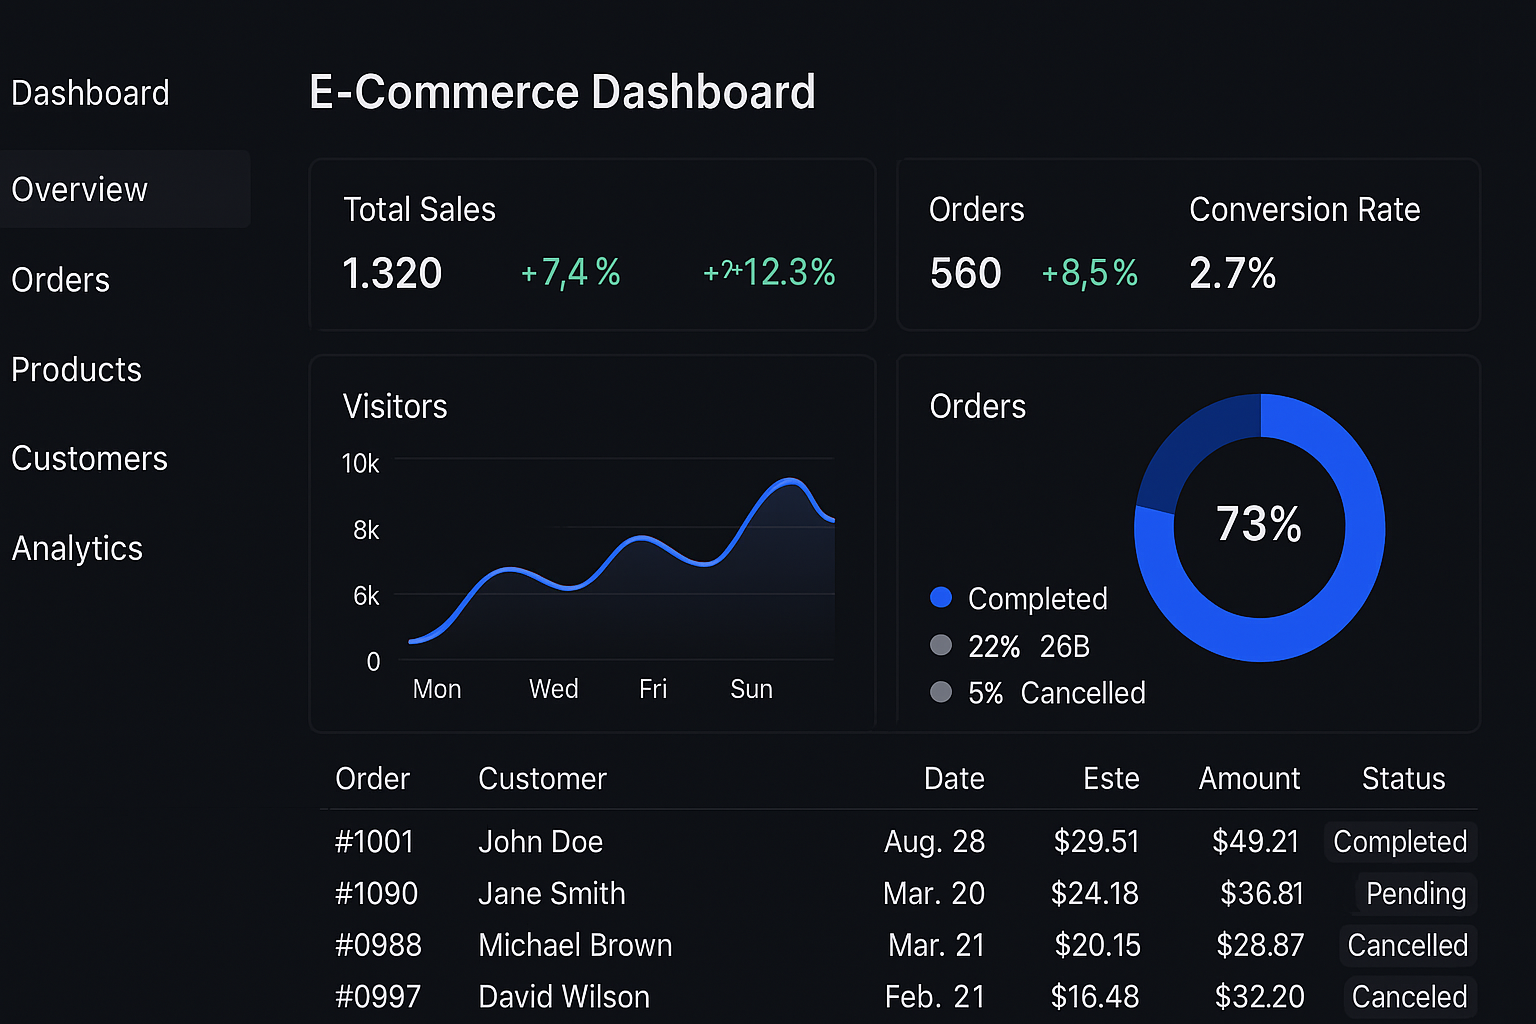 Dashboard
Overview
Orders
Products
Customers
Analytics
E-Commerce Dashboard
Total Sales
1.320 +7,4 % +12.3%
Orders Conversion Rate
560 +8,5% 2.7%
Visitors
10k
8k
6k
0
Mon Wed Fri Sun
Orders
73%
Completed
22% 26B
5% Cancelled
Order Customer Date Este Amount Status
#1001 John Doe Aug. 28 $29.51 $49.21 Completed
#1090 Jane Smith Mar. 20 $24.18 $36.81 Pending
#0988 Michael Brown Mar. 21 $20.15 $28.87 Cancelled
#0997 David Wilson Feb. 21 $16.48 $32.20 Canceled